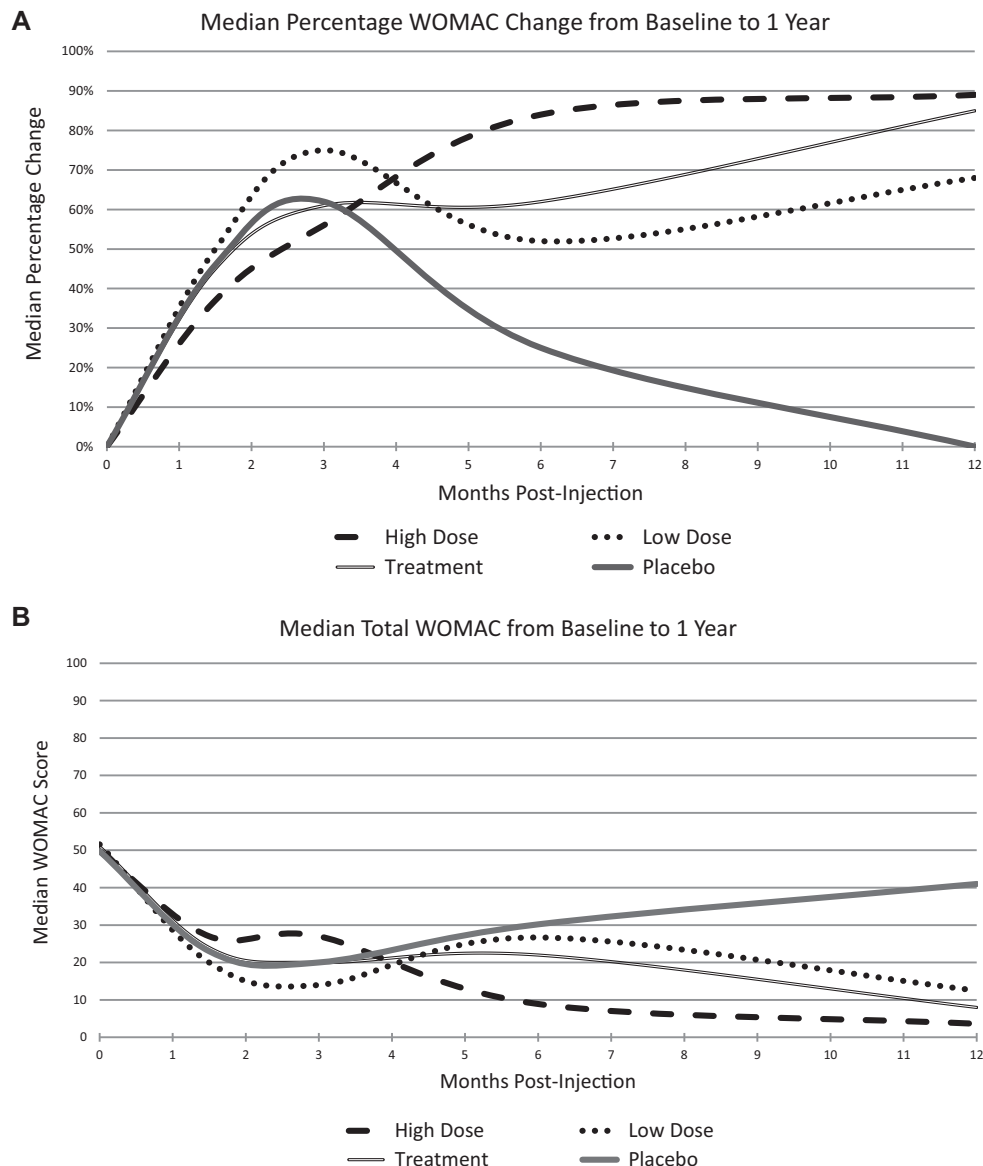 A
Median Percentage WOMAC Change from Baseline to 1 Year
Median Percentage Change
100%
90%
80%
70%
60%
50%
40%
30%
20%
10%
0%
0 1 2 3 4 5 6 7 8 9 10 11 12
Months Post-Injection
High Dose Low Dose
Treatment Placebo
B
Median Total WOMAC from Baseline to 1 Year
Median WOMAC Score
100
90
80
70
60
50
40
30
20
10
0
0 1 2 3 4 5 6 7 8 9 10 11 12
Months Post-Injection
High Dose Low Dose
Treatment Placebo